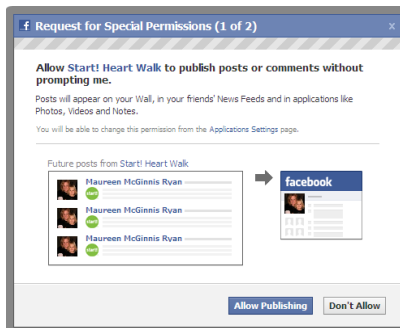 f Request for Special Permissions (1 of 2) x
Allow Start! Heart Walk to publish posts or comments without
prompting me.
Posts will appear on your Wall, in your friends' News Feeds and in applications like
Photos, Videos and Notes.
You will be able to change this permission from the Applications Settings page.
Future posts from Start! Heart Walk
Maureen McGinnis Ryan
start!
Maureen McGinnis Ryan
start!
Maureen McGinnis Ryan
start!
facebook
Allow Publishing Don't Allow